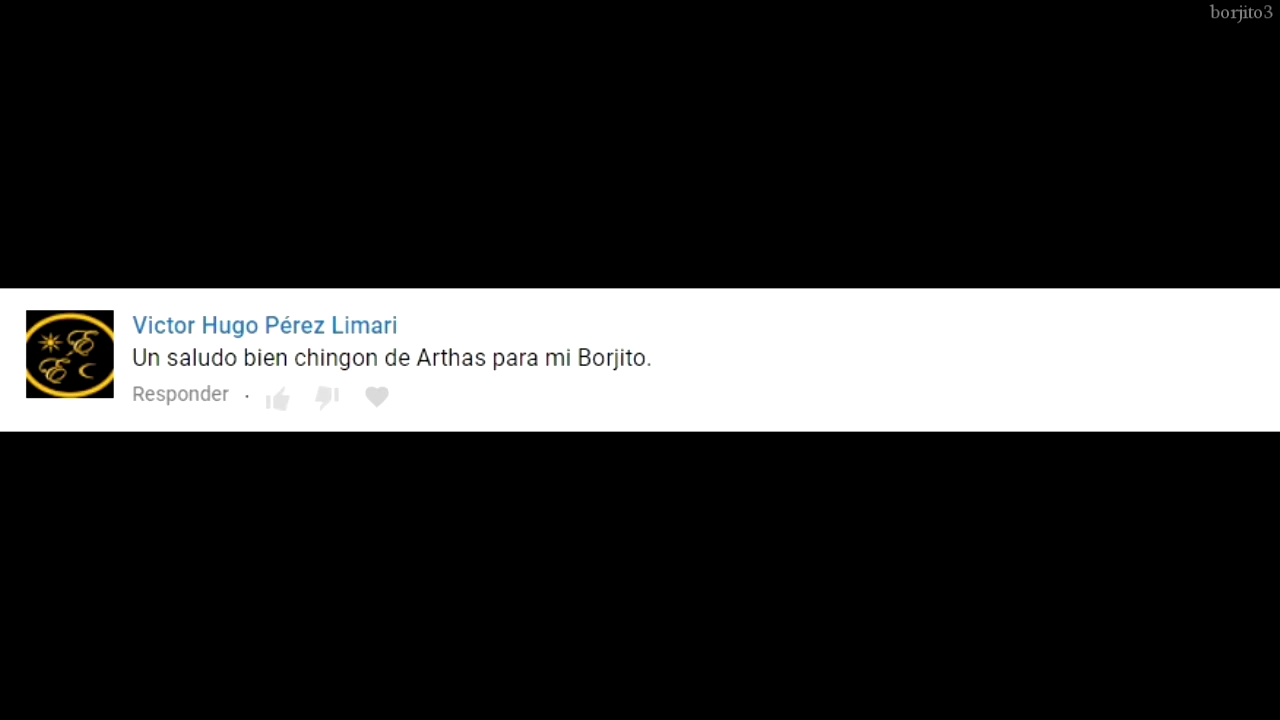 borjito3
Victor Hugo Pérez Limari
Un saludo bien chingon de Arthas para mi Borjito.
Responder ·